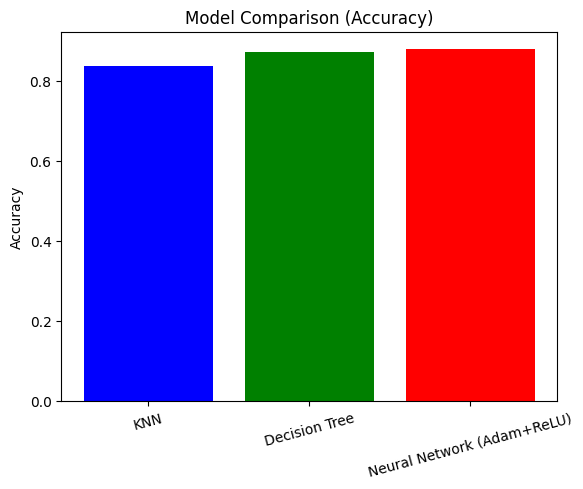 Model Comparison (Accuracy)
Accuracy
0.8
0.6
0.4
0.2
0.0
KNN
Decision Tree
Neural Network (Adam+ReLU)